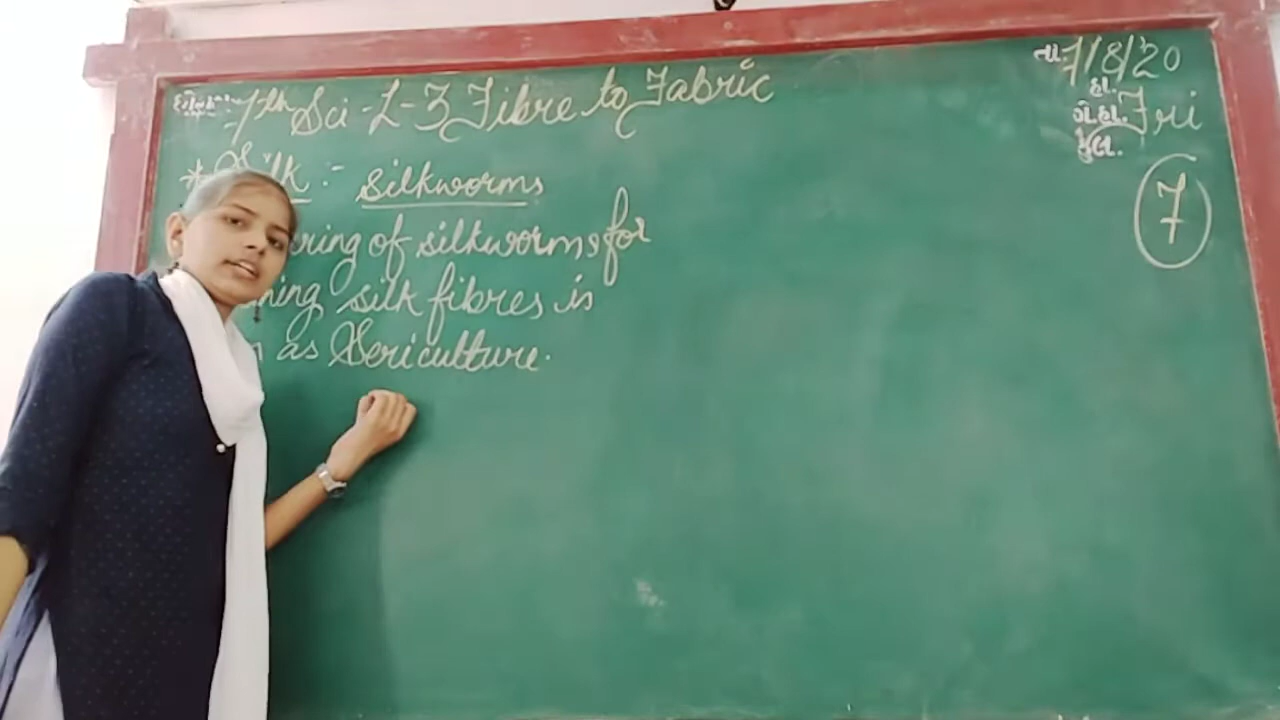 7th Sci - L-3 Fibre to Fabric
* Silk :- Silkworms
ring of silkworms for
ning silk fibres is
n as Sericulture.
તા. 7/8/20
Fri
7